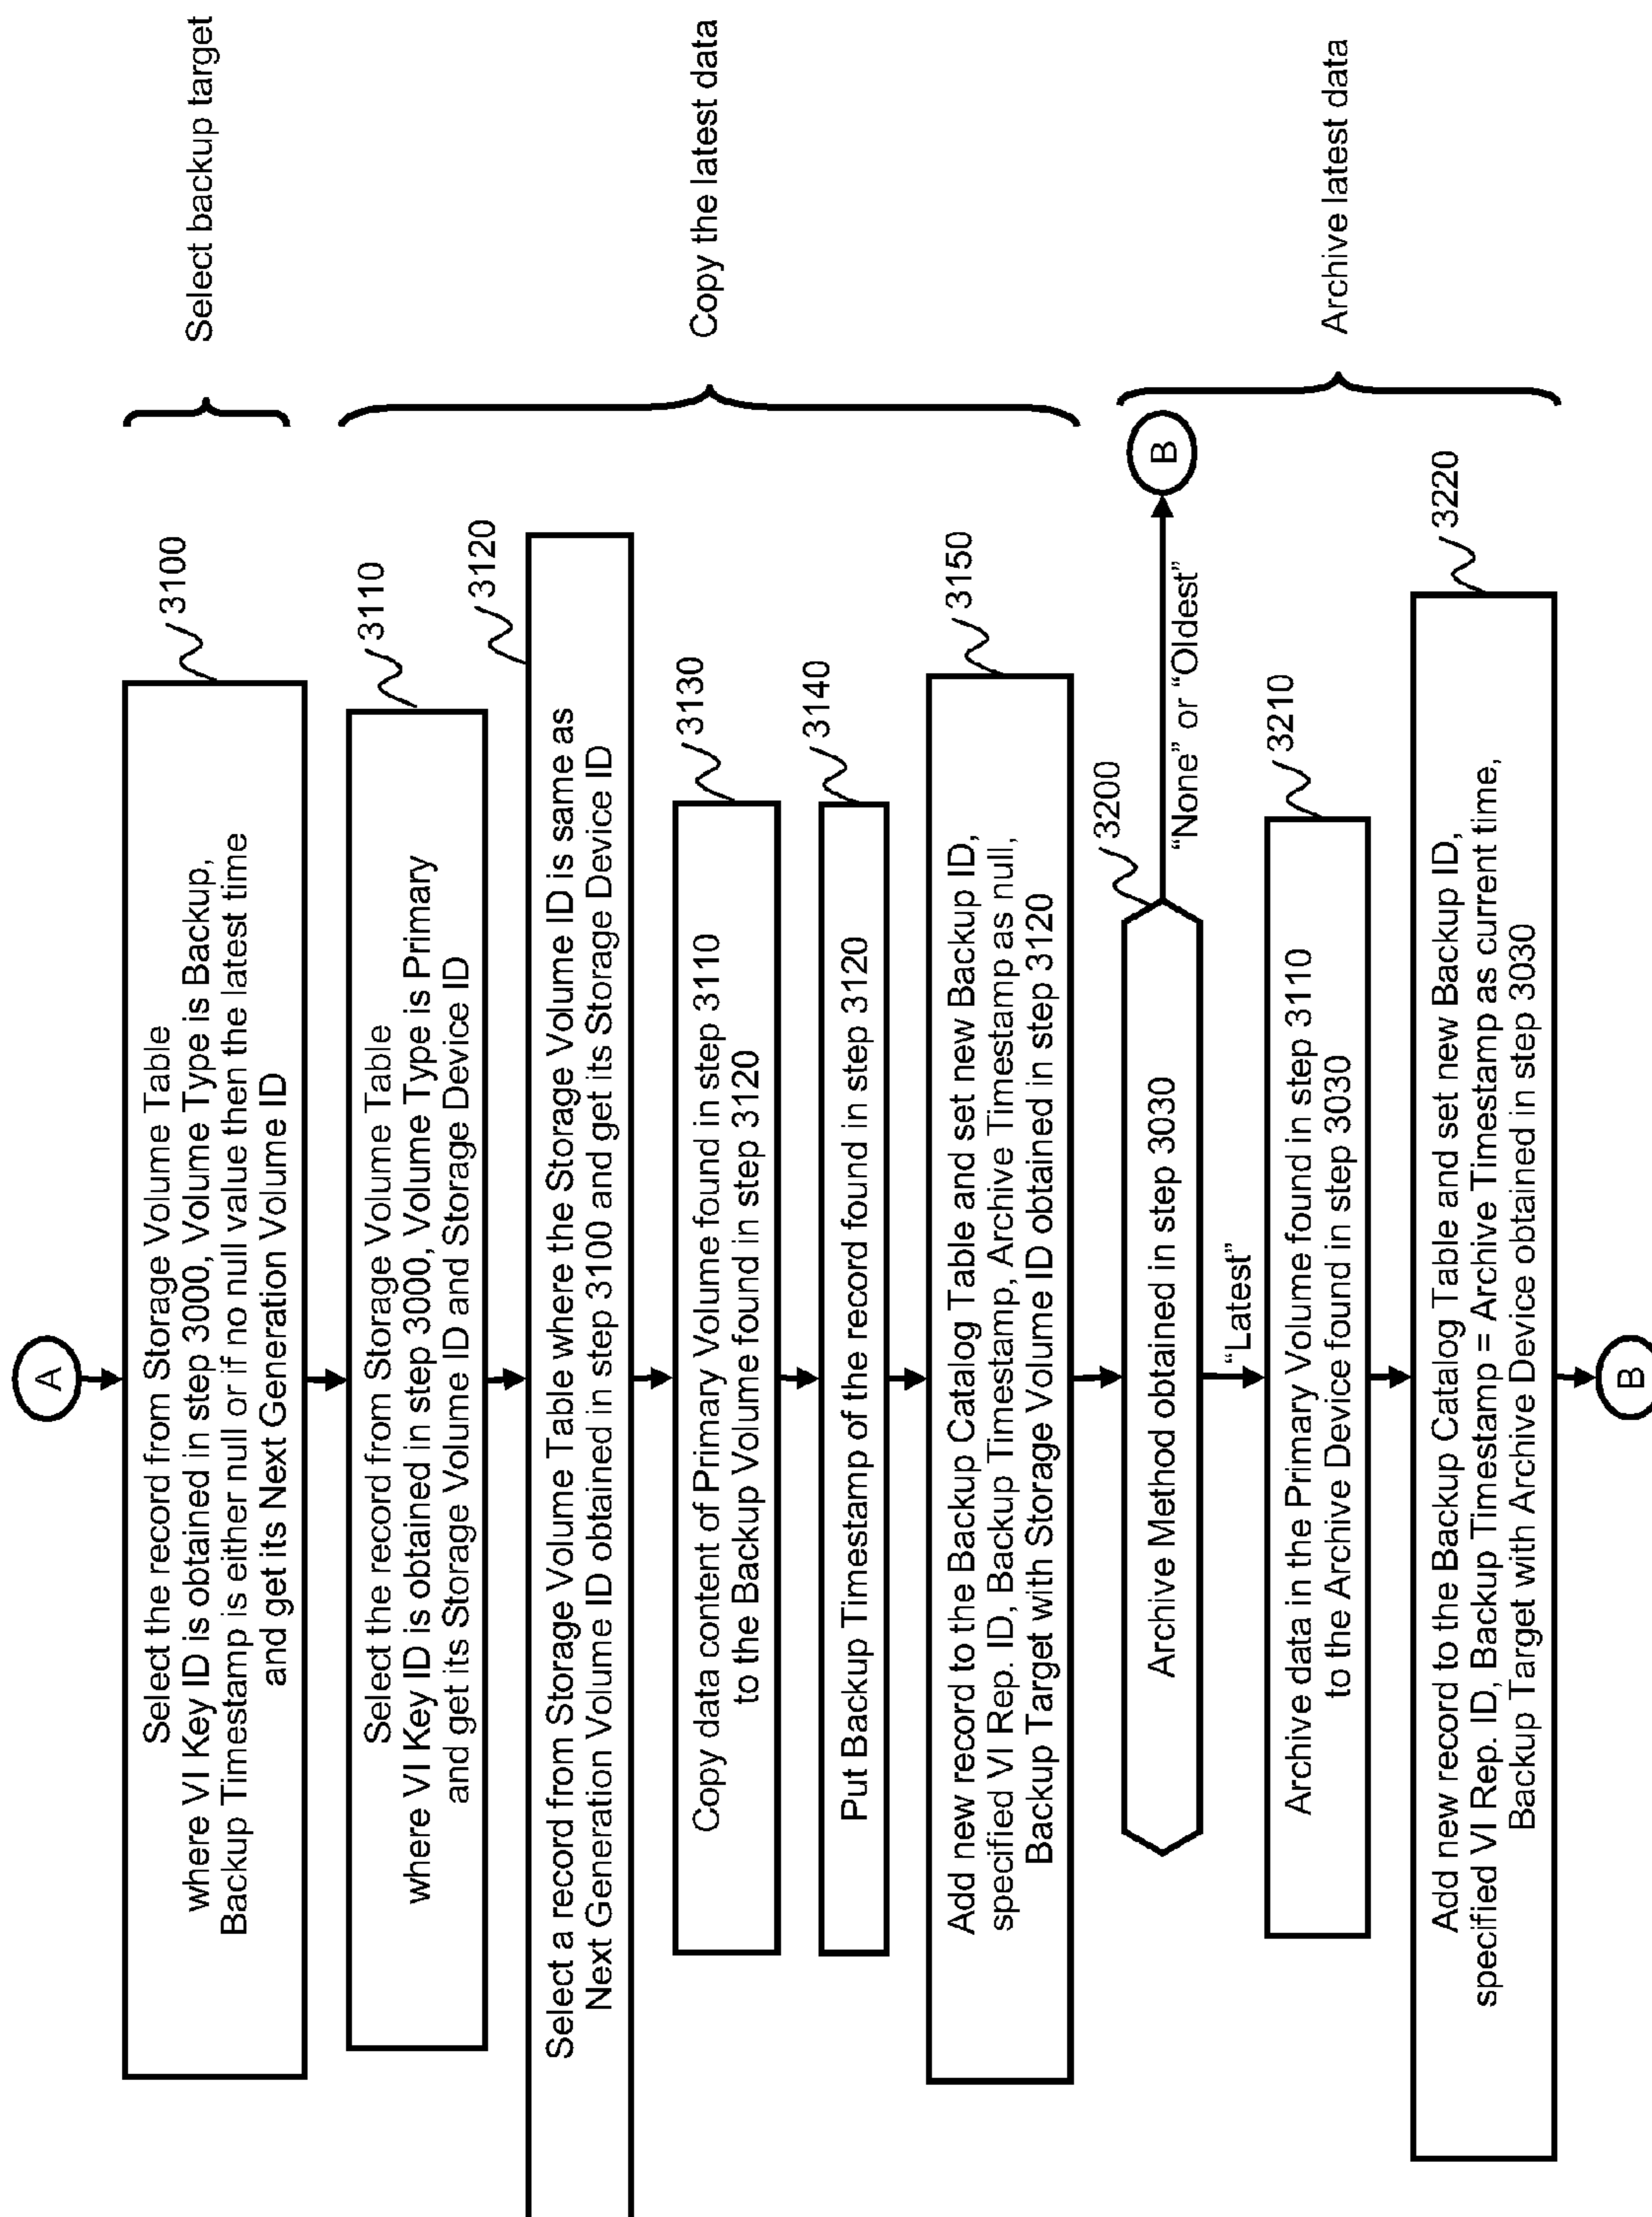 A
Select the record from Storage Volume Table
where VI Key ID is obtained in step 3000, Volume Type is Backup,
Backup Timestamp is either null or if no null value then the latest time
and get its Next Generation Volume ID
3100
Select backup target
Select the record from Storage Volume Table
where VI Key ID is obtained in step 3000, Volume Type is Primary
and get its Storage Volume ID and Storage Device ID
3110
Select a record from Storage Volume Table where the Storage Volume ID is same as
Next Generation Volume ID obtained in step 3100 and get its Storage Device ID
3120
Copy the latest data
Copy data content of Primary Volume found in step 3110
to the Backup Volume found in step 3120
3130
Put Backup Timestamp of the record found in step 3120
3140
Add new record to the Backup Catalog Table and set new Backup ID,
specified VI Rep. ID, Backup Timestamp, Archive Timestamp as null,
Backup Target with Storage Volume ID obtained in step 3120
3150
Archive Method obtained in step 3030
3200
"None" or "Oldest"
B
"Latest"
Archive latest data
Archive data in the Primary Volume found in step 3110
to the Archive Device found in step 3030
3210
Add new record to the Backup Catalog Table and set new Backup ID,
specified VI Rep. ID, Backup Timestamp = Archive Timestamp as current time,
Backup Target with Archive Device obtained in step 3030
3220
B